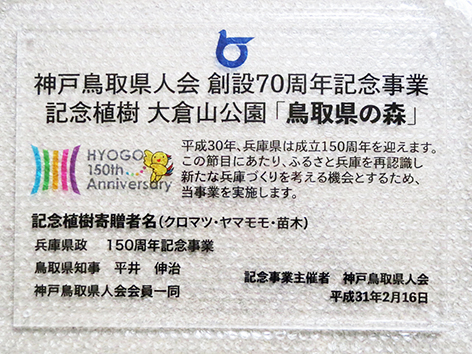 神戸鳥取県人会 創設70周年記念事業
記念植樹 大倉山公園「鳥取県の森」
HYOGO
150th
Anniversary
平成30年、兵庫県は成立150周年を迎えます。
この節目にあたり、ふるさと兵庫を再認識し
新たな兵庫づくりを考える機会とするため、
当事業を実施します。
記念植樹寄贈者名(クロマツ・ヤマモモ・苗木)
兵庫県政 150周年記念事業
鳥取県知事 平井 伸治
神戸鳥取県人会会員一同
記念事業主催者 神戸鳥取県人会
平成31年2月16日